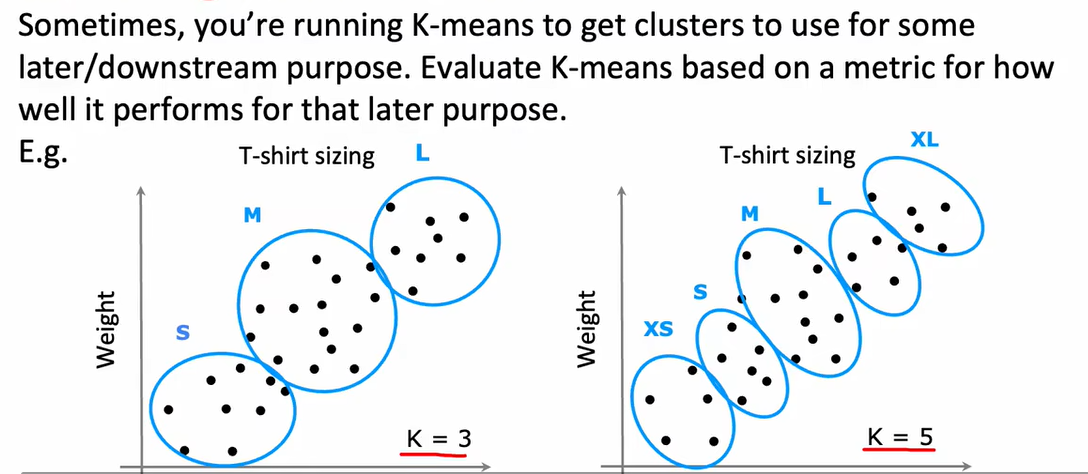 Sometimes, you're running K-means to get clusters to use for some
later/downstream purpose. Evaluate K-means based on a metric for how
well it performs for that later purpose.
E.g.
T-shirt sizing
L
M
S
Weight
K = 3
T-shirt sizing
XL
L
M
S
XS
Weight
K = 5